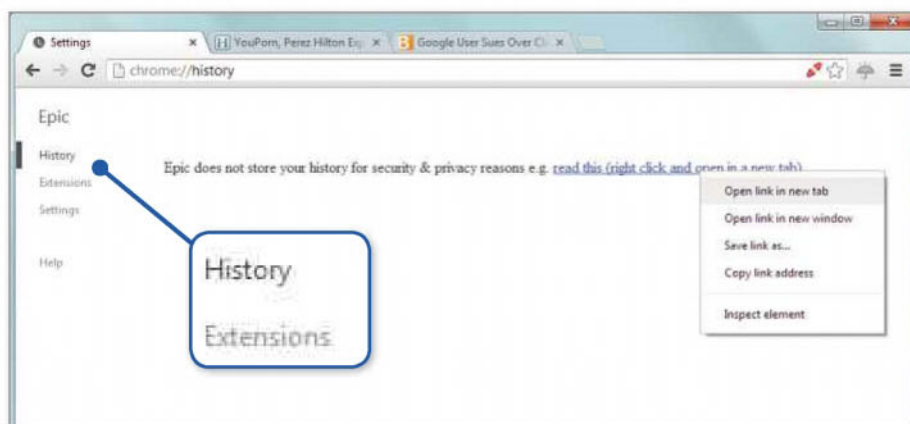 Settings
YouPorn, Perez Hilton Ex
Google User Sues Over Cl
chrome://history
Epic
History
Extensions
Settings
Help
Epic does not store your history for security & privacy reasons e.g. read this (right click and open in a new tab)
Open link in new tab
Open link in new window
Save link as...
Copy link address
Inspect element
History
Extensions